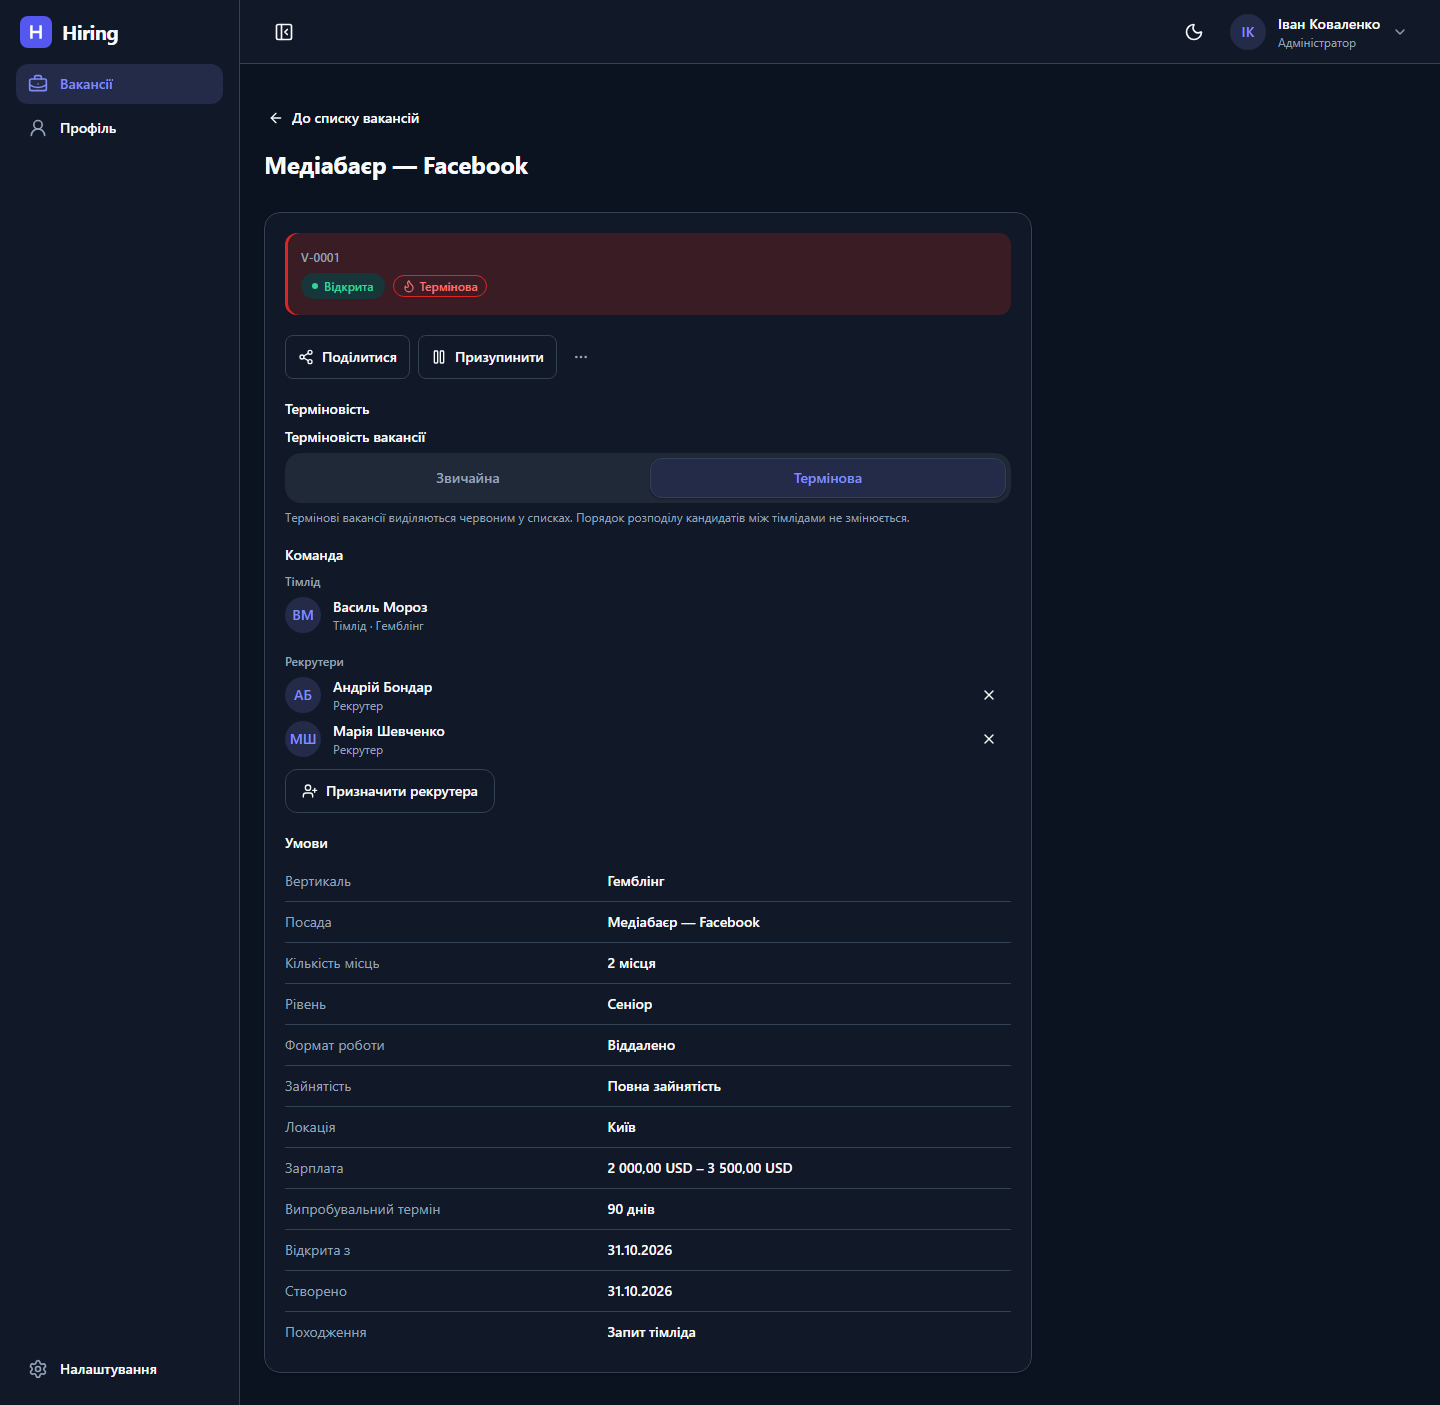 H Hiring
Вакансії
Профіль
Налаштування
ІК
Іван Коваленко
Адміністратор
До списку вакансій
Медіабаєр — Facebook
V-0001
Відкрита
Термінова
Поділитися
Призупинити
Терміновість
Терміновість вакансії
Звичайна
Термінова
Термінові вакансії виділяються червоним у списках. Порядок розподілу кандидатів між тімлідами не змінюється.
Команда
Тімлід
ВМ
Василь Мороз
Тімлід · Гемблінг
Рекрутери
АБ
Андрій Бондар
Рекрутер
МШ
Марія Шевченко
Рекрутер
Призначити рекрутера
Умови
Вертикаль Гемблінг
Посада Медіабаєр — Facebook
Кількість місць 2 місця
Рівень Сеніор
Формат роботи Віддалено
Зайнятість Повна зайнятість
Локація Київ
Зарплата 2 000,00 USD – 3 500,00 USD
Випробувальний термін 90 днів
Відкрита з 31.10.2026
Створено 31.10.2026
Походження Запит тімліда